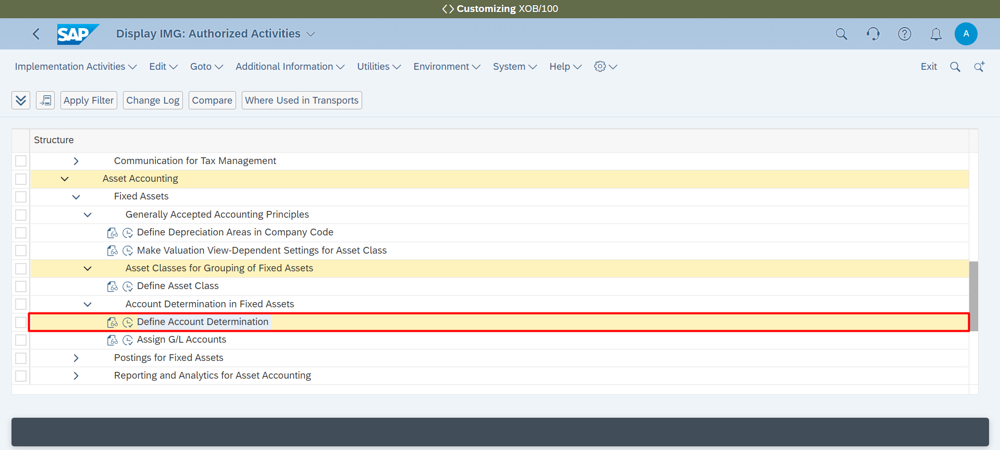 Customizing XOB/100
SAP Display IMG: Authorized Activities A
Implementation Activities Edit Goto Additional Information Utilities Environment System Help Exit
Apply Filter Change Log Compare Where Used in Transports
Structure
Communication for Tax Management
Asset Accounting
Fixed Assets
Generally Accepted Accounting Principles
Define Depreciation Areas in Company Code
Make Valuation View-Dependent Settings for Asset Class
Asset Classes for Grouping of Fixed Assets
Define Asset Class
Account Determination in Fixed Assets
Define Account Determination
Assign G/L Accounts
Postings for Fixed Assets
Reporting and Analytics for Asset Accounting